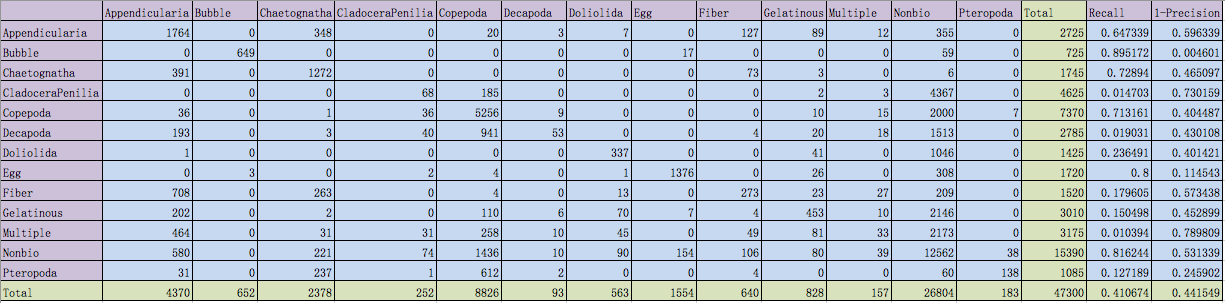 Appendicularia Bubble Chaetognatha CladoceraPenilia Copepoda Decapoda Doliolida Egg Fiber Gelatinous Multiple Nonbio Pteropoda Total Recall 1-Precision
Appendicularia 1764 0 348 0 20 3 7 0 127 89 12 355 0 2725 0.647339 0.596339
Bubble 0 649 0 0 0 0 0 17 0 0 0 59 0 725 0.895172 0.004601
Chaetognatha 391 0 1272 0 0 0 0 0 73 3 0 6 0 1745 0.72894 0.465097
CladoceraPenilia 0 0 0 68 185 0 0 0 0 2 3 4367 0 4625 0.014703 0.730159
Copepoda 36 0 1 36 5256 9 0 0 0 10 15 2000 7 7370 0.713161 0.404487
Decapoda 193 0 3 40 941 53 0 0 4 20 18 1513 0 2785 0.019031 0.430108
Doliolida 1 0 0 0 0 0 337 0 0 41 0 1046 0 1425 0.236491 0.401421
Egg 0 3 0 2 4 0 1 1376 0 26 0 308 0 1720 0.8 0.114543
Fiber 708 0 263 0 4 0 13 0 273 23 27 209 0 1520 0.179605 0.573438
Gelatinous 202 0 2 0 110 6 70 7 4 453 10 2146 0 3010 0.150498 0.452899
Multiple 464 0 31 31 258 10 45 0 49 81 33 2173 0 3175 0.010394 0.789809
Nonbio 580 0 221 74 1436 10 90 154 106 80 39 12562 38 15390 0.816244 0.531339
Pteropoda 31 0 237 1 612 2 0 0 4 0 0 60 138 1085 0.127189 0.245902
Total 4370 652 2378 252 8826 93 563 1554 640 828 157 26804 183 47300 0.410674 0.441549